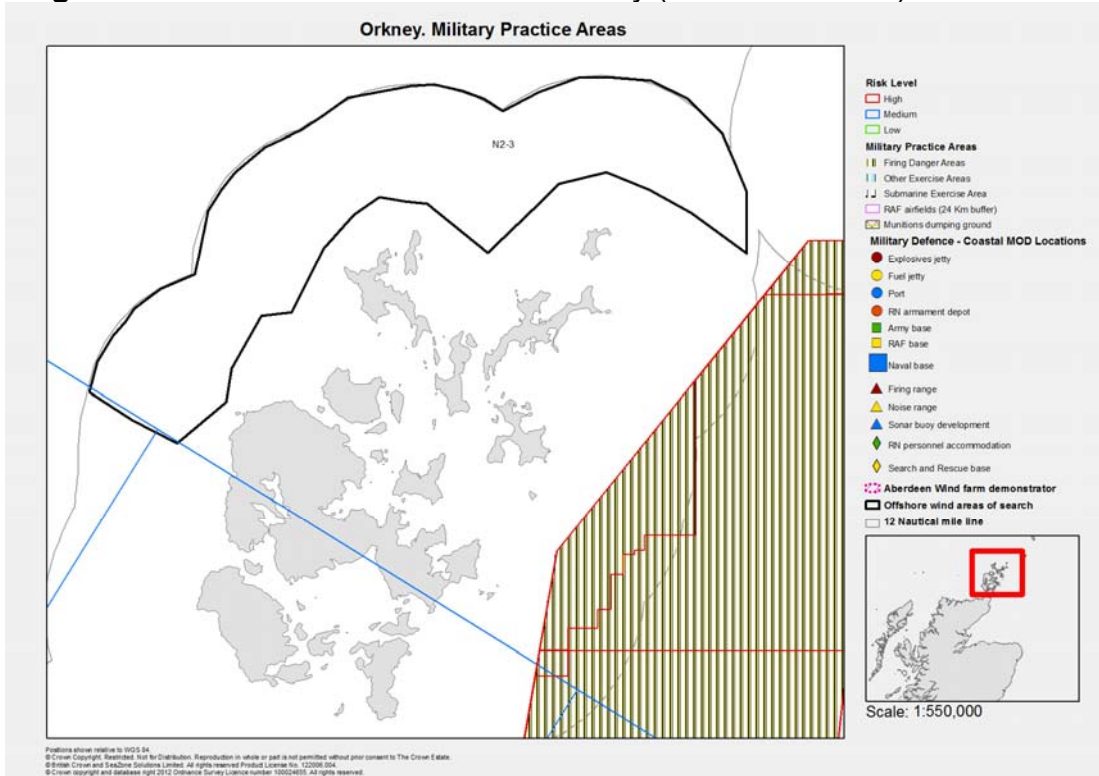 Orkney. Military Practice Areas
N2-3
Risk Level
High
Medium
Low
Military Practice Areas
Firing Danger Areas
Other Exercise Areas
Submarine Exercise Area
RAF airfields (24 Km buffer)
Munitions dumping ground
Military Defence - Coastal MOD Locations
Explosives jetty
Fuel jetty
Port
RN armament depot
Army base
RAF base
Naval base
Firing range
Noise range
Sonar buoy development
RN personnel accommodation
Search and Rescue base
Aberdeen Wind farm demonstrator
Offshore wind areas of search
12 Nautical mile line
Scale: 1:550,000
Positions shown relative to WGS 84.
© Crown Copyright. Restricted. Not for Distribution. Reproduction in whole or part is not permitted without prior consent to The Crown Estate.
© British Crown and SeaZone Solutions Limited. All rights reserved Product License No. 122006.004.
© Crown copyright and database right 2012 Ordnance Survey Licence number 100024655. All rights reserved.